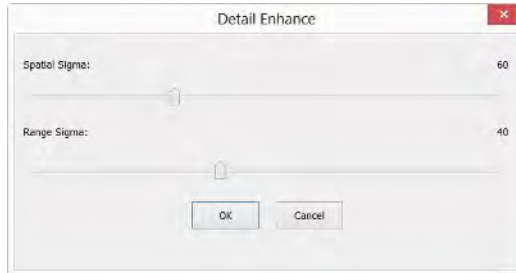 Detail Enhance
Spatial Sigma: 60
Range Sigma: 40
OK Cancel